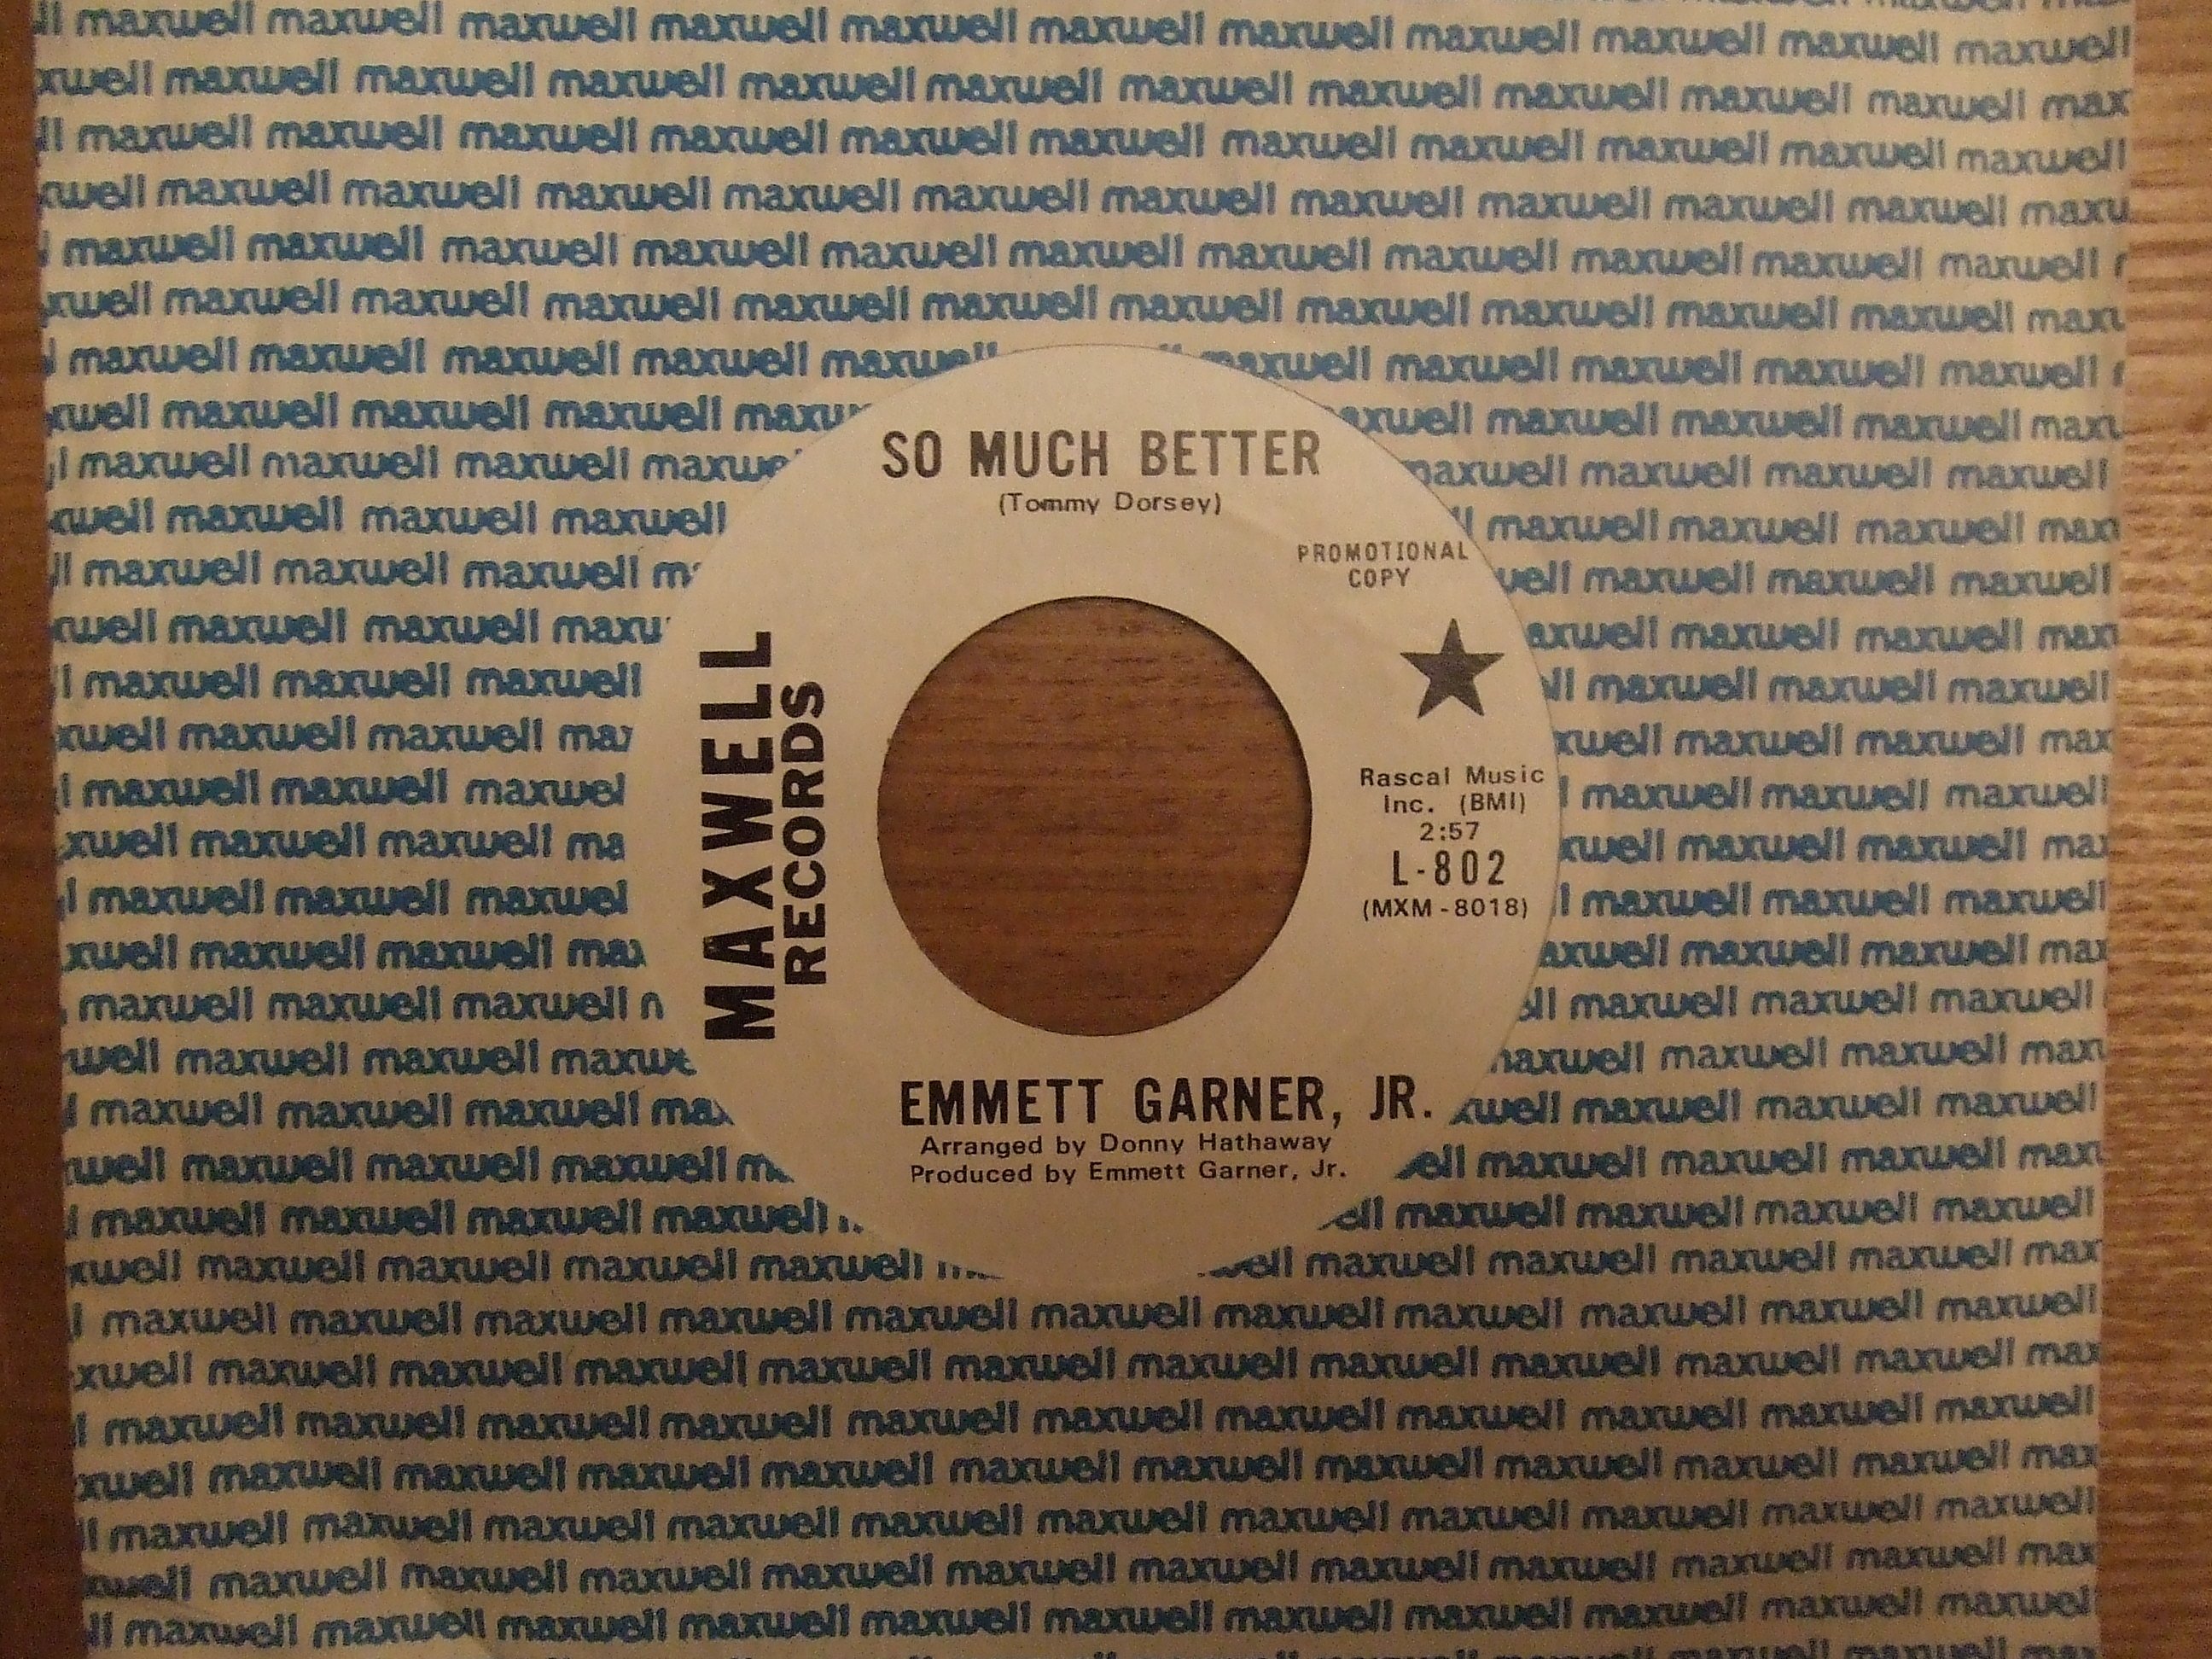 SO MUCH BETTER
(Tommy Dorsey)
PROMOTIONAL
COPY
MAXWELL
RECORDS
Rascal Music
Inc. (BMI)
2:57
L-802
(MXM-8018)
EMMETT GARNER, JR.
Arranged by Donny Hathaway
Produced by Emmett Garner, Jr.
maxwell maxwell maxwell maxwell maxwell maxwell maxwell maxwell maxwell maxwell maxwell